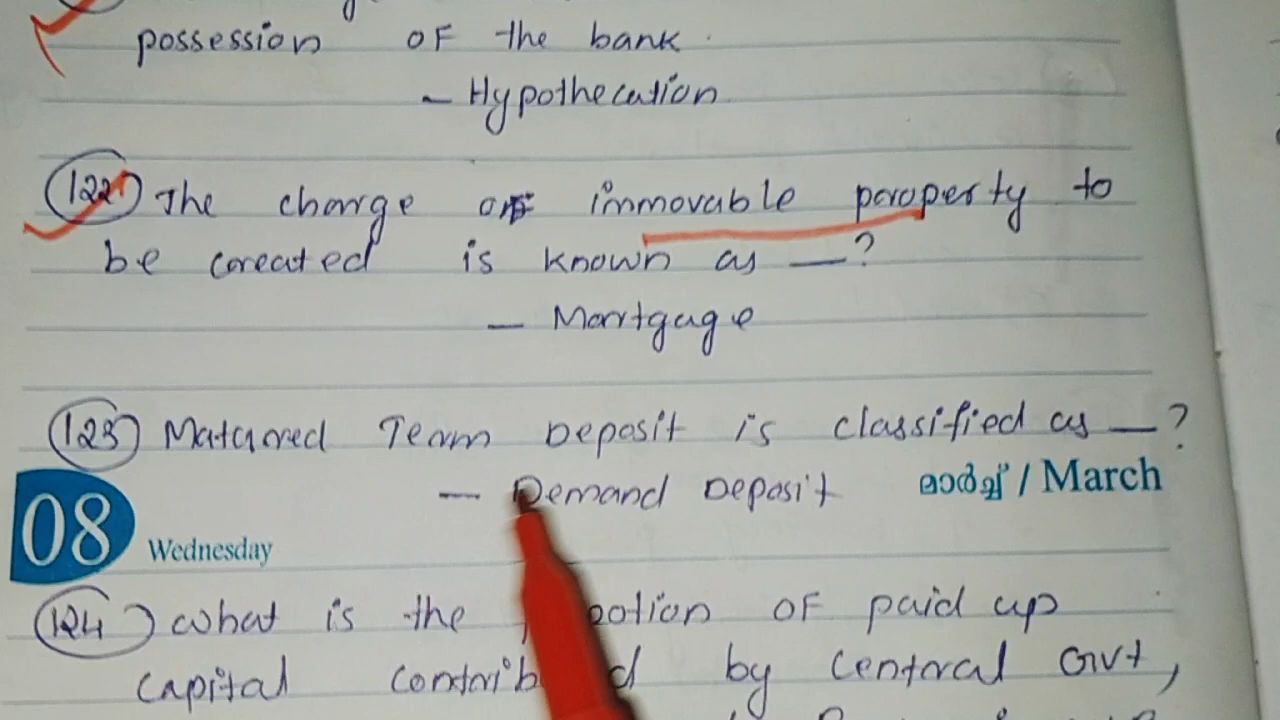 possession of the bank.
- Hypothecation
122) The charge of immovable property to
be created is known as —?
- Mortgage
123) Matured Term Deposit is classified as —?
- Demand Deposit
മാർച്ച് / March
08
Wednesday
124) What is the of paid up
capital by central Govt,